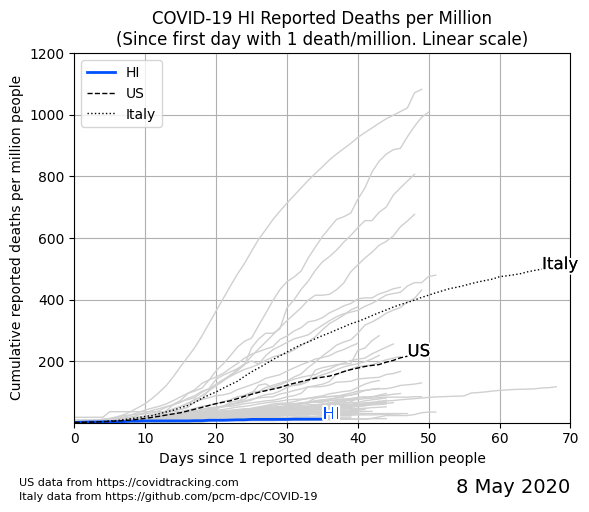 COVID-19 HI Reported Deaths per Million
(Since first day with 1 death/million. Linear scale)
Cumulative reported deaths per million people
1200
1000
800
600
400
200
HI
US
Italy
Italy
US
HI
0 10 20 30 40 50 60 70
Days since 1 reported death per million people
US data from https://covidtracking.com
Italy data from https://github.com/pcm-dpc/COVID-19
8 May 2020